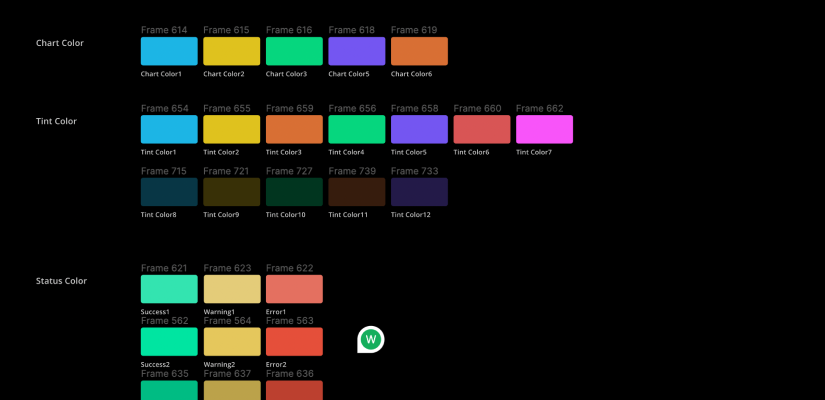 Frame 614 Frame 615 Frame 616 Frame 618 Frame 619
Chart Color
Chart Color1 Chart Color2 Chart Color3 Chart Color5 Chart Color6
Frame 654 Frame 655 Frame 659 Frame 656 Frame 658 Frame 660 Frame 662
Tint Color
Tint Color1 Tint Color2 Tint Color3 Tint Color4 Tint Color5 Tint Color6 Tint Color7
Frame 715 Frame 721 Frame 727 Frame 739 Frame 733
Tint Color8 Tint Color9 Tint Color10 Tint Color11 Tint Color12
Frame 621 Frame 623 Frame 622
Status Color
Success1 Warning1 Error1
Frame 562 Frame 564 Frame 563
W
Success2 Warning2 Error2
Frame 635 Frame 637 Frame 636